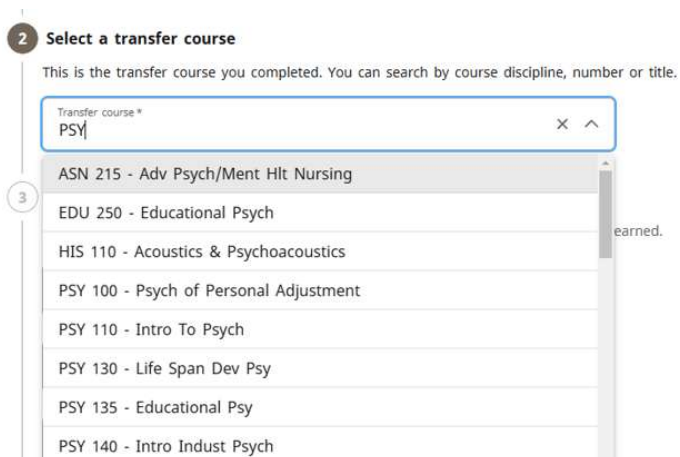 2 Select a transfer course
This is the transfer course you completed. You can search by course discipline, number or title.
Transfer course *
PSY
ASN 215 - Adv Psych/Ment Hlt Nursing
3
EDU 250 - Educational Psych
earned.
HIS 110 - Acoustics & Psychoacoustics
PSY 100 - Psych of Personal Adjustment
PSY 110 - Intro To Psych
PSY 130 - Life Span Dev Psy
PSY 135 - Educational Psy
PSY 140 - Intro Indust Psych